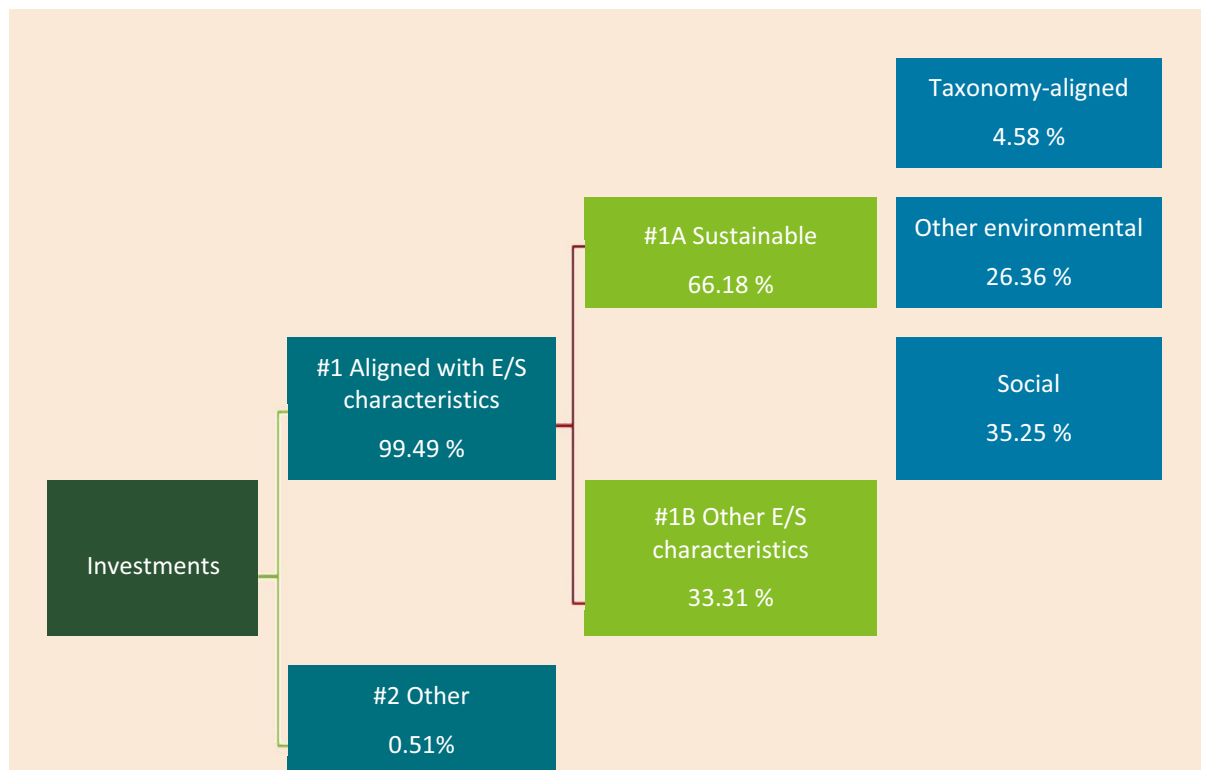 Taxonomy-aligned
4.58 %
#1A Sustainable
66.18 %
Other environmental
26.36 %
#1 Aligned with E/S
characteristics
99.49 %
Social
35.25 %
Investments
#1B Other E/S
characteristics
33.31 %
#2 Other
0.51%